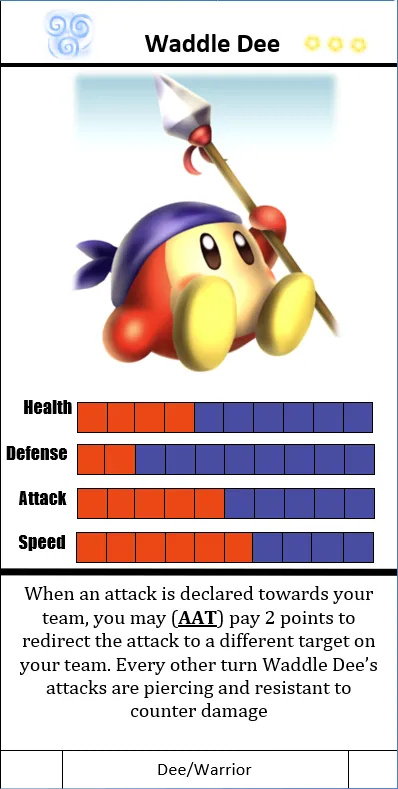 Waddle Dee
Health
Defense
Attack
Speed
When an attack is declared towards your
team, you may (AAT) pay 2 points to
redirect the attack to a different target on
your team. Every other turn Waddle Dee’s
attacks are piercing and resistant to
counter damage
Dee/Warrior